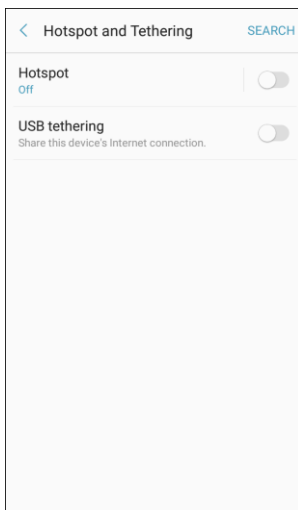 Hotspot and Tethering SEARCH
Hotspot
Off
USB tethering
Share this device's Internet connection.